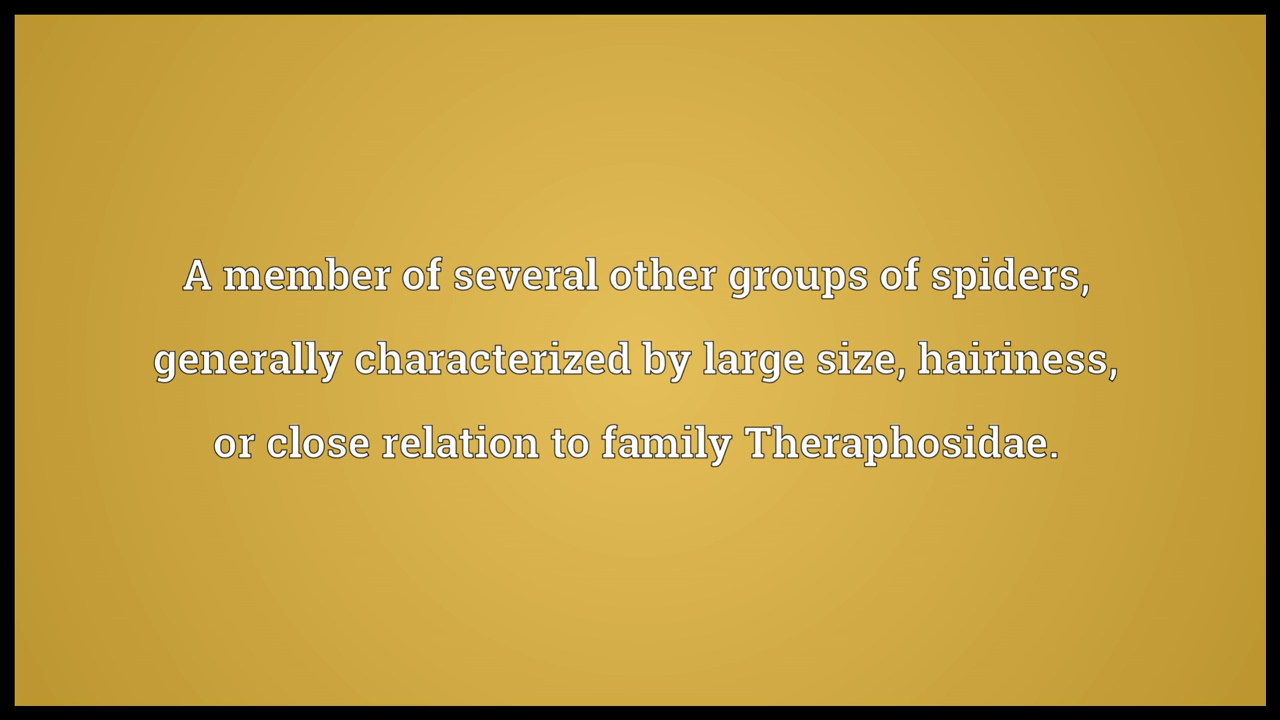 A member of several other groups of spiders,
generally characterized by large size, hairiness,
or close relation to family Theraphosidae.